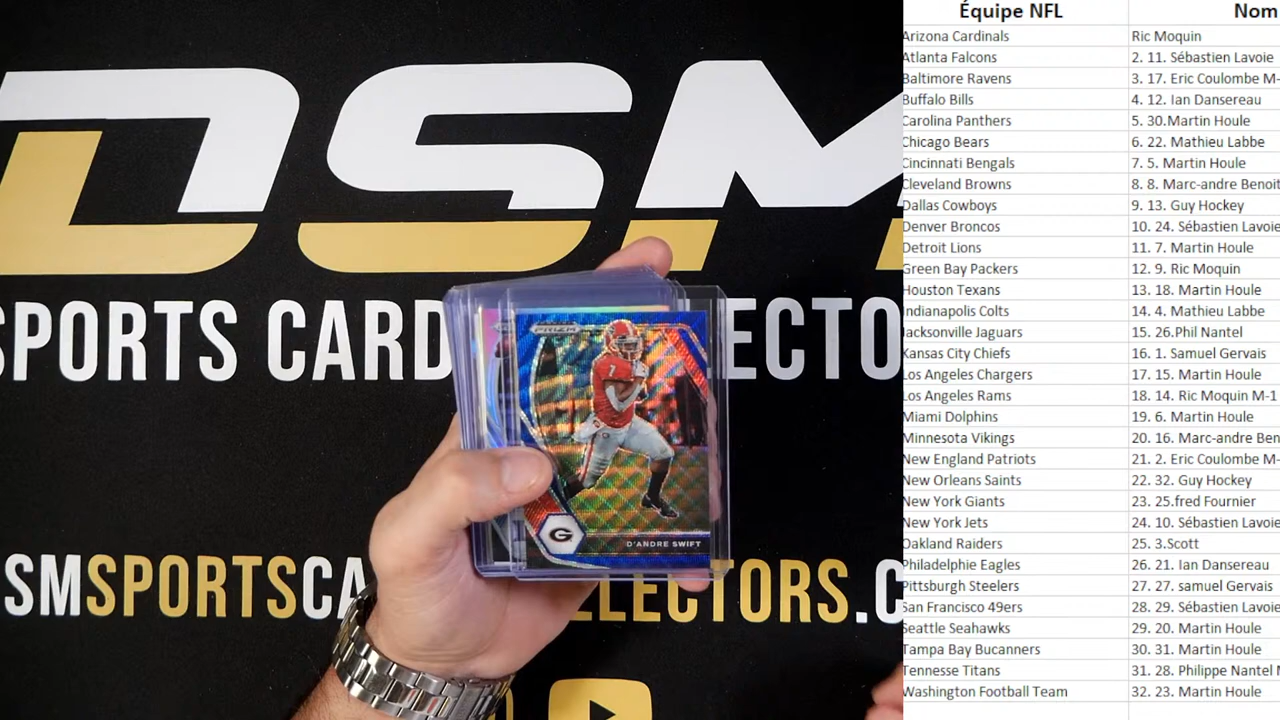 DSM
SPORTS CARD
ECTO
SMSPORTSCA
LLECTORS.C
PRIZM
7
G
D'ANDRE SWIFT
Équipe NFL Nom
Arizona Cardinals Ric Moquin
Atlanta Falcons 2. 11. Sébastien Lavoie
Baltimore Ravens 3. 17. Eric Coulombe M-
Buffalo Bills 4. 12. Ian Dansereau
Carolina Panthers 5. 30.Martin Houle
Chicago Bears 6. 22. Mathieu Labbe
Cincinnati Bengals 7. 5. Martin Houle
Cleveland Browns 8. 8. Marc-andre Benoit
Dallas Cowboys 9. 13. Guy Hockey
Denver Broncos 10. 24. Sébastien Lavoie
Detroit Lions 11. 7. Martin Houle
Green Bay Packers 12. 9. Ric Moquin
Houston Texans 13. 18. Martin Houle
Indianapolis Colts 14. 4. Mathieu Labbe
Jacksonville Jaguars 15. 26.Phil Nantel
Kansas City Chiefs 16. 1. Samuel Gervais
Los Angeles Chargers 17. 15. Martin Houle
Los Angeles Rams 18. 14. Ric Moquin M-1
Miami Dolphins 19. 6. Martin Houle
Minnesota Vikings 20. 16. Marc-andre Ben
New England Patriots 21. 2. Eric Coulombe M-
New Orleans Saints 22. 32. Guy Hockey
New York Giants 23. 25.fred Fournier
New York Jets 24. 10. Sébastien Lavoie
Oakland Raiders 25. 3.Scott
Philadelphie Eagles 26. 21. Ian Dansereau
Pittsburgh Steelers 27. 27. samuel Gervais
San Francisco 49ers 28. 29. Sébastien Lavoie
Seattle Seahawks 29. 20. Martin Houle
Tampa Bay Bucanners 30. 31. Martin Houle
Tennesse Titans 31. 28. Philippe Nantel M
Washington Football Team 32. 23. Martin Houle